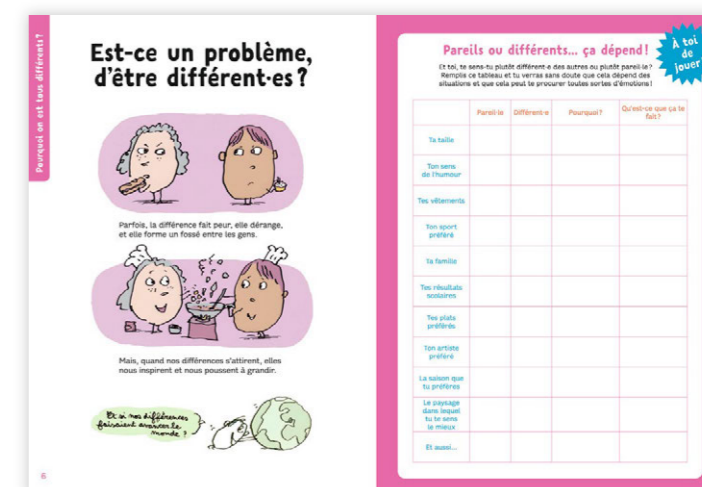 Pourquoi on est tous différents ?
Est-ce un problème,
d'être différent·es ?
Parfois, la différence fait peur, elle dérange,
et elle forme un fossé entre les gens.
Mais, quand nos différences s'attirent, elles
nous inspirent et nous poussent à grandir.
Et si nos différences
faisaient avancer le
monde ?
6
Pareils ou différents... ça dépend !
À toi
de
jouer
Et toi, te sens-tu plutôt différent·e des autres ou plutôt pareil·le ?
Remplis ce tableau et tu verras sans doute que cela dépend des
situations et que cela peut te procurer toutes sortes d'émotions !
Pareil·le Différent·e Pourquoi ? Qu'est-ce que ça te
fait ?
Ta taille
Ton sens
de l'humour
Tes vêtements
Ton sport
préféré
Ta famille
Tes résultats
scolaires
Tes plats
préférés
Ton artiste
préféré
La saison que
tu préfères
Le paysage
dans lequel
tu te sens
le mieux
Et aussi...